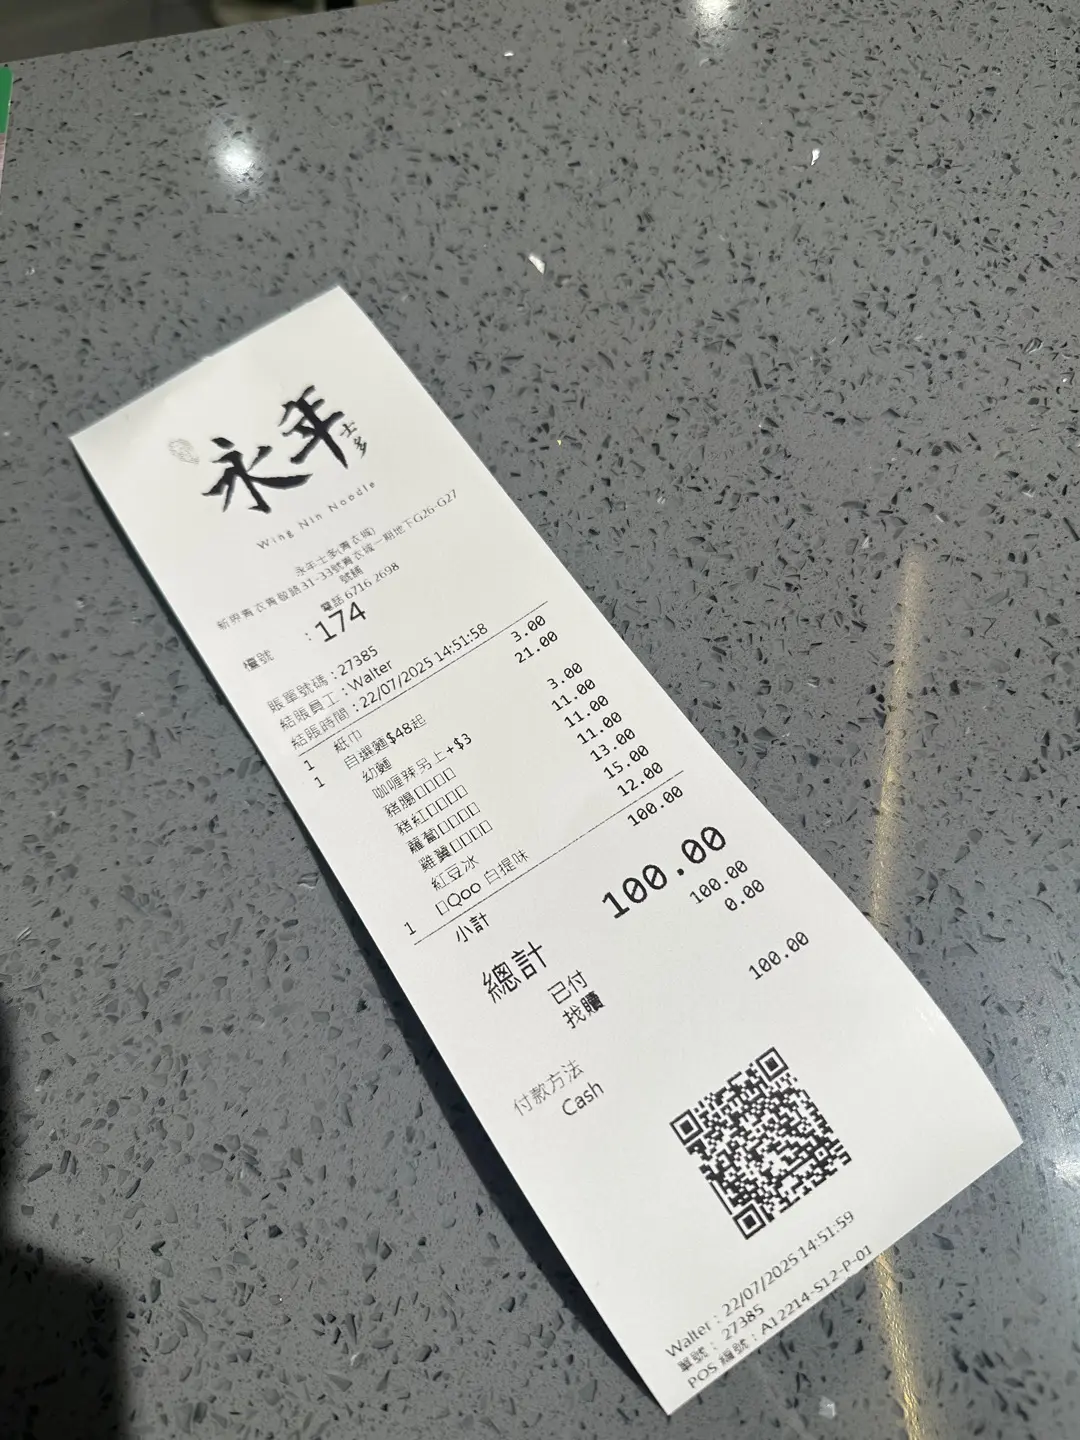 永年士多
Wing Nin Noodle
永年士多(青衣城)
新界青衣青敬路31-33號青衣城一期地下G26-G27
號舖
電話 6716 2698
檯號 : 174
賬單號碼 : 27385
結賬員工 : Walter
結賬時間 : 22/07/2025 14:51:58
1 紙巾 3.00
1 自選麵$48起 21.00
幼麵
咖喱辣另上+$3 3.00
豬腸□□□□ 11.00
豬紅□□□□ 11.00
蘿蔔□□□□ 11.00
雞翼□□□□ 13.00
紅豆冰 15.00
1 □Qoo 白提味 12.00
小計 100.00
總計 100.00
已付 100.00
找贖 0.00
付款方法
Cash 100.00
Walter : 22/07/2025 14:51:59
單號 : 27385
POS 編號 : A12214-S12-P-01